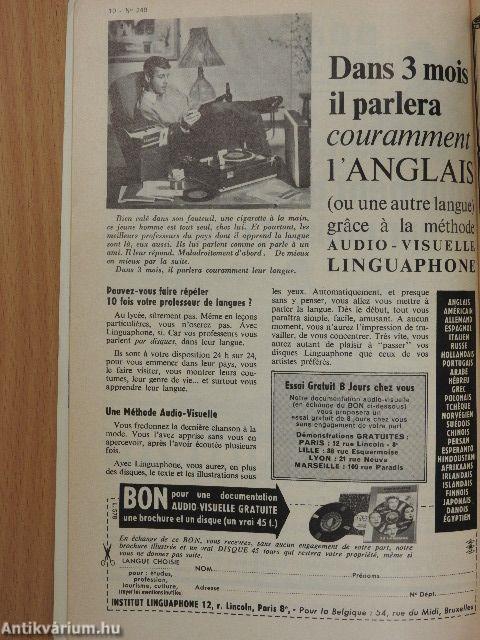 10 - N° 249
Dans 3 mois
il parlera
couramment
l'ANGLAIS
(ou une autre langue)
grâce à la méthode
AUDIO-VISUELLE
LINGUAPHONE
Bien calé dans son fauteuil, une cigarette à la main,
ce jeune homme est tout seul, chez lui. Et pourtant, les
meilleurs professeurs du pays dont il apprend la langue
sont là, eux aussi. Ils lui parlent comme on parle à un
ami. Il leur répond. Maladroitement d'abord. De mieux
en mieux par la suite.
Dans 3 mois, il parlera couramment leur langue.
Pouvez-vous faire répéter
10 fois votre professeur de langues ?
Au lycée, sûrement pas. Même en leçons
particulières, vous n'oserez pas. Avec
Linguaphone, si. Car vos professeurs vous
parlent par disques, dans leur langue.
Ils sont à votre disposition 24 h sur 24,
pour vous emmener dans leur pays, vous
le faire visiter, vous montrer leurs cou-
tumes, leur genre de vie... et surtout vous
apprendre leur langue.
Une Méthode Audio-Visuelle
Vous fredonnez la dernière chanson à la
mode. Vous l'avez apprise sans vous en
apercevoir, après l'avoir écoutée plusieurs
fois.
Avec Linguaphone, vous aurez, en plus
des disques, le texte et les illustrations sous
les yeux. Automatiquement, et presque
sans y penser, vous allez vous mettre à
parler la langue. Dès le début, tout vous
paraîtra simple, facile, amusant. A aucun
moment, vous n'aurez l'impression de tra-
vailler, de vous concentrer. Très vite, vous
aurez autant de plaisir à "passer" vos
disques Linguaphone que ceux de vos
artistes préférés.
Essai Gratuit 8 Jours chez vous
Notre documentation audio-visuelle
(en échange du BON ci-dessous)
vous proposera un
essai gratuit de 8 jours chez vous
sans engagement de votre part
Démonstrations GRATUITES :
PARIS : 12 rue Lincoln - 8e
LILLE : 88 rue Esquermoise
LYON : 21 rue Neuve
MARSEILLE : 100 rue Paradis
ANGLAIS
AMÉRICAIN
ALLEMAND
ESPAGNOL
ITALIEN
RUSSE
HOLLANDAIS
PORTUGAIS
ARABE
HÉBREU
GREC
POLONAIS
TCHÈQUE
NORVÉGIEN
SUÉDOIS
CHINOIS
PERSAN
ESPERANTO
HINDOUSTANI
AFRIKAANS
IRLANDAIS
ISLANDAIS
FINNOIS
JAPONAIS
DANOIS
ÉGYPTIEN
BON pour une documentation
AUDIO-VISUELLE GRATUITE
une brochure et un disque (un vrai 45 t.)
En échange de ce BON, vous recevrez, sans aucun engagement de votre part, notre
brochure illustrée et un vrai DISQUE 45 tours qui restera votre propriété, même si
vous ne donnez pas suite.
LANGUE CHOISIE
pour : études,
profession,
tourisme, culture,
(rayer les mentions inutiles)
NOM
Prénoms
Adresse
N° Dépt.
INSTITUT LINGUAPHONE 12, r. Lincoln, Paris 8e, - Pour la Belgique : 54, rue du Midi, Bruxelles
Antikvárium.hu